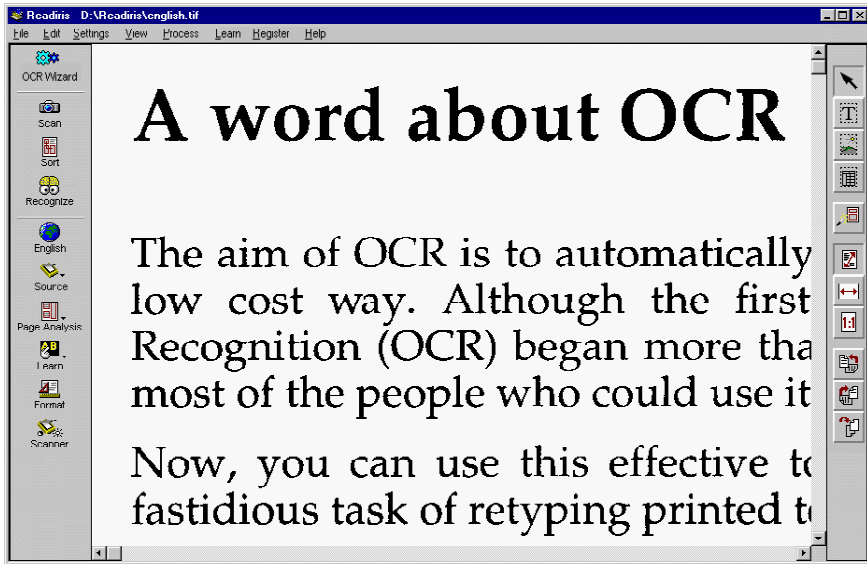 Readiris D:\Readiris\english.tif
File Edit Settings View Process Learn Register Help
OCR Wizard
Scan
Sort
Recognize
English
Source
Page Analysis
Learn
Format
Scanner
A word about OCR
The aim of OCR is to automatically
low cost way. Although the first
Recognition (OCR) began more tha
most of the people who could use it
Now, you can use this effective to
fastidious task of retyping printed te
T
1:1